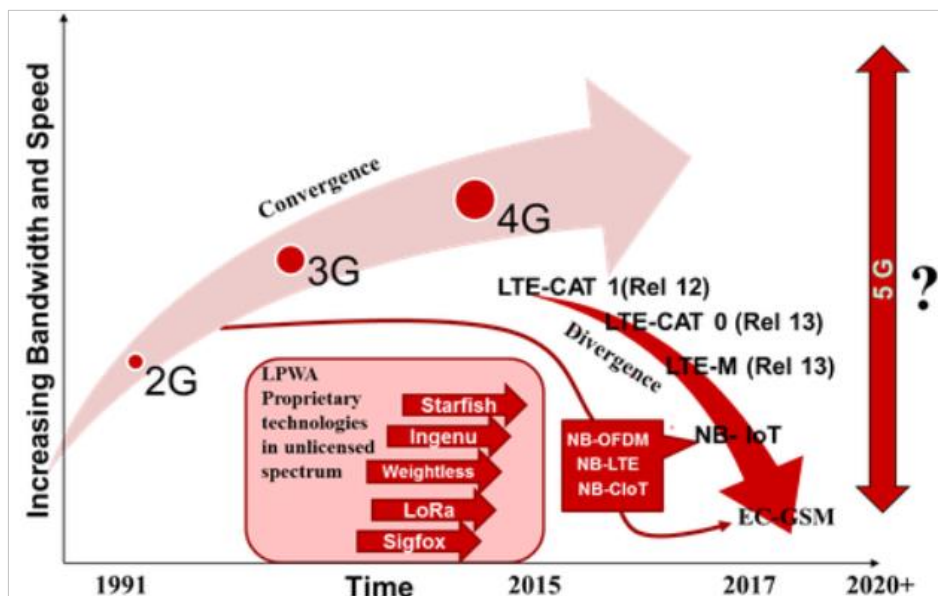 Increasing Bandwidth and Speed
Convergence
2G
3G
4G
LTE-CAT 1(Rel 12)
LTE-CAT 0 (Rel 13)
LTE-M (Rel 13)
Divergence
NB- IoT
EC-GSM
NB-OFDM
NB-LTE
NB-CIoT
LPWA
Proprietary
technologies
in unlicensed
spectrum
Starfish
Ingenu
Weightless
LoRa
Sigfox
5G
?
1991
Time
2015
2017
2020+